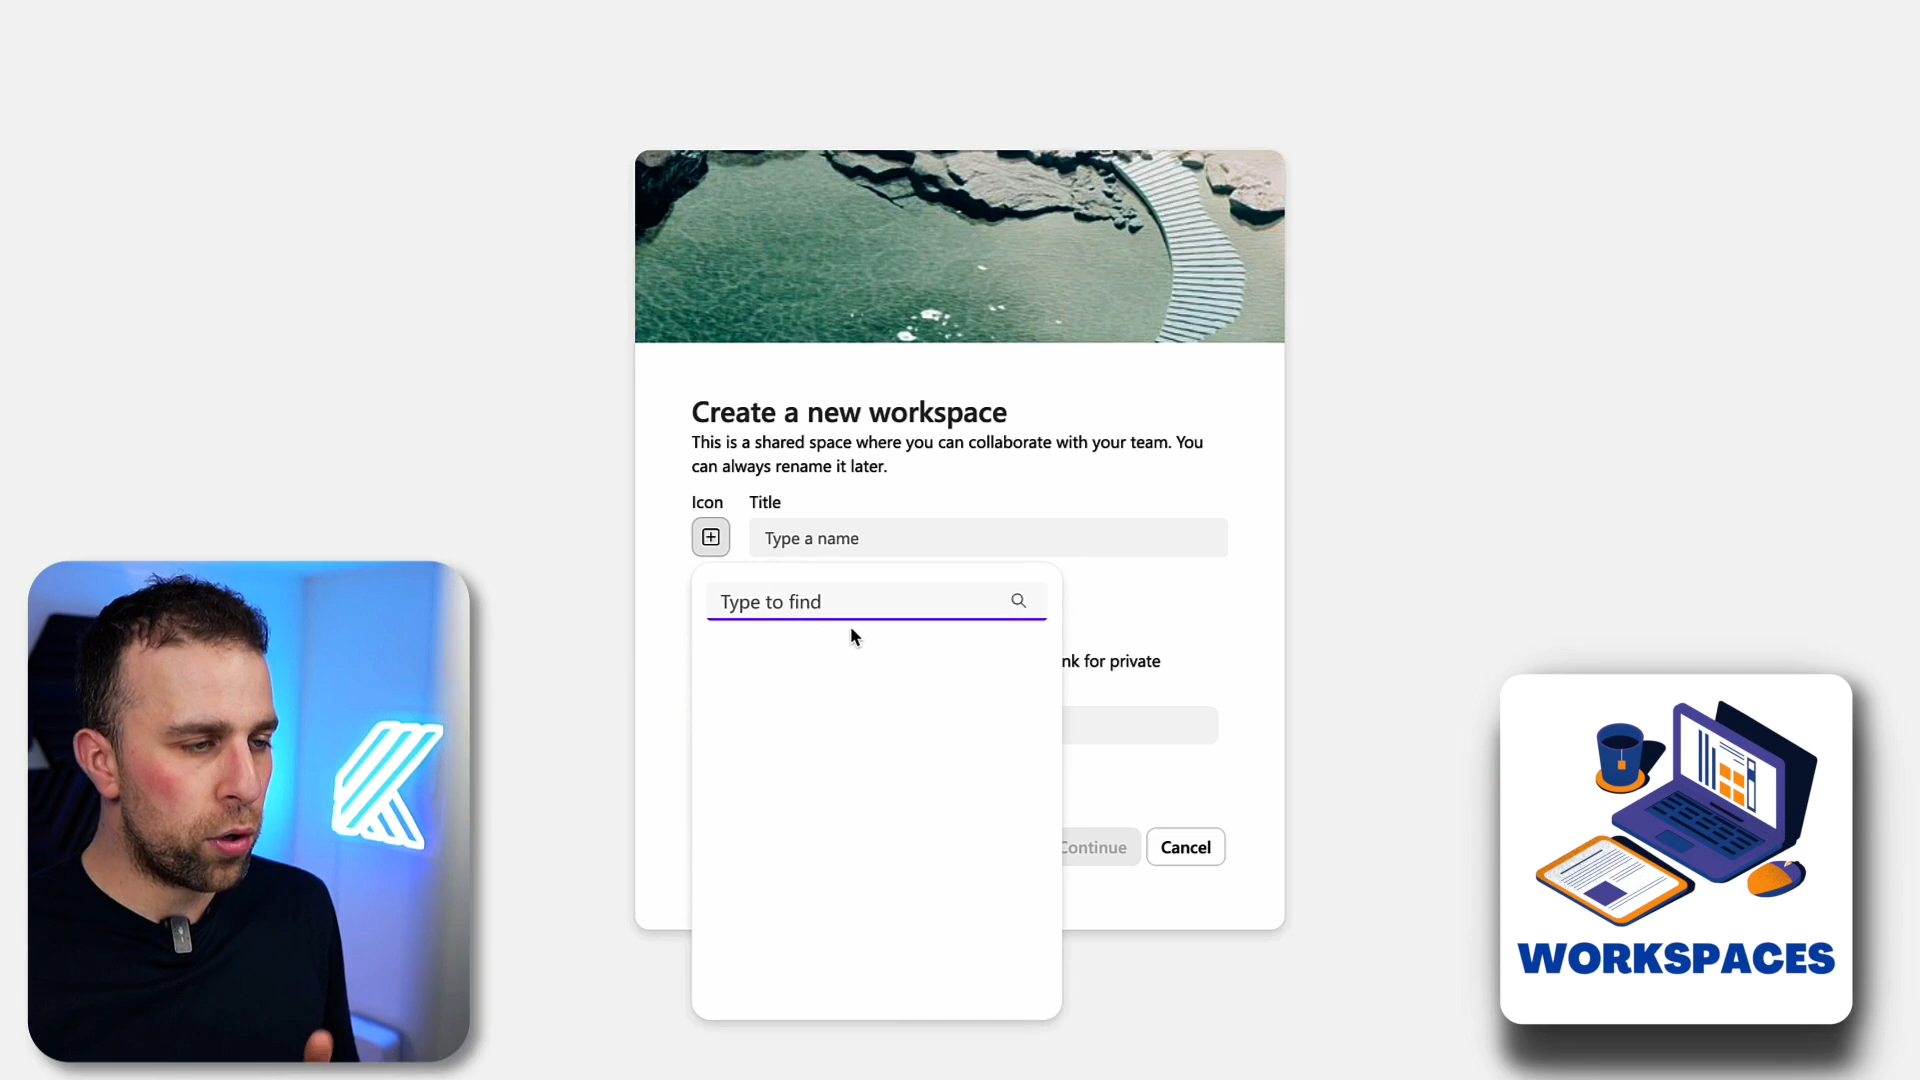 Create a new workspace
This is a shared space where you can collaborate with your team. You
can always rename it later.
Icon Title
Type a name
Type to find
nk for private
Continue Cancel
WORKSPACES